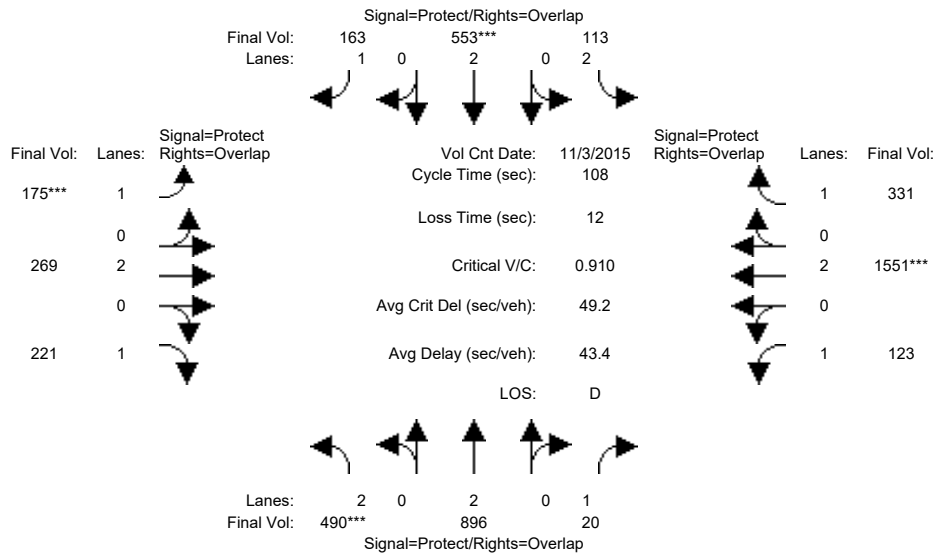 Signal=Protect/Rights=Overlap
Final Vol: 163 553*** 113
Lanes: 1 0 2 0 2
Signal=Protect
Final Vol: Lanes: Rights=Overlap
Vol Cnt Date: 11/3/2015
Signal=Protect
Rights=Overlap Lanes: Final Vol:
Cycle Time (sec): 108
175*** 1
1 331
Loss Time (sec): 12
0
0
269 2
Critical V/C: 0.910
2 1551***
0
Avg Crit Del (sec/veh): 49.2
0
221 1
Avg Delay (sec/veh): 43.4
1 123
LOS: D
Lanes: 2 0 2 0 1
Final Vol: 490*** 896 20
Signal=Protect/Rights=Overlap